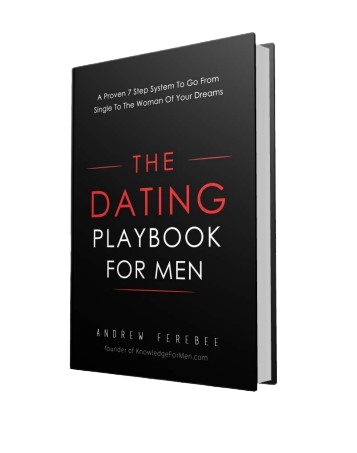 A Proven 7 Step System To Go From
Single To The Woman Of Your Dreams
THE
DATING
PLAYBOOK
FOR MEN
ANDREW FEREBEE
founder of KnowledgeForMen.com